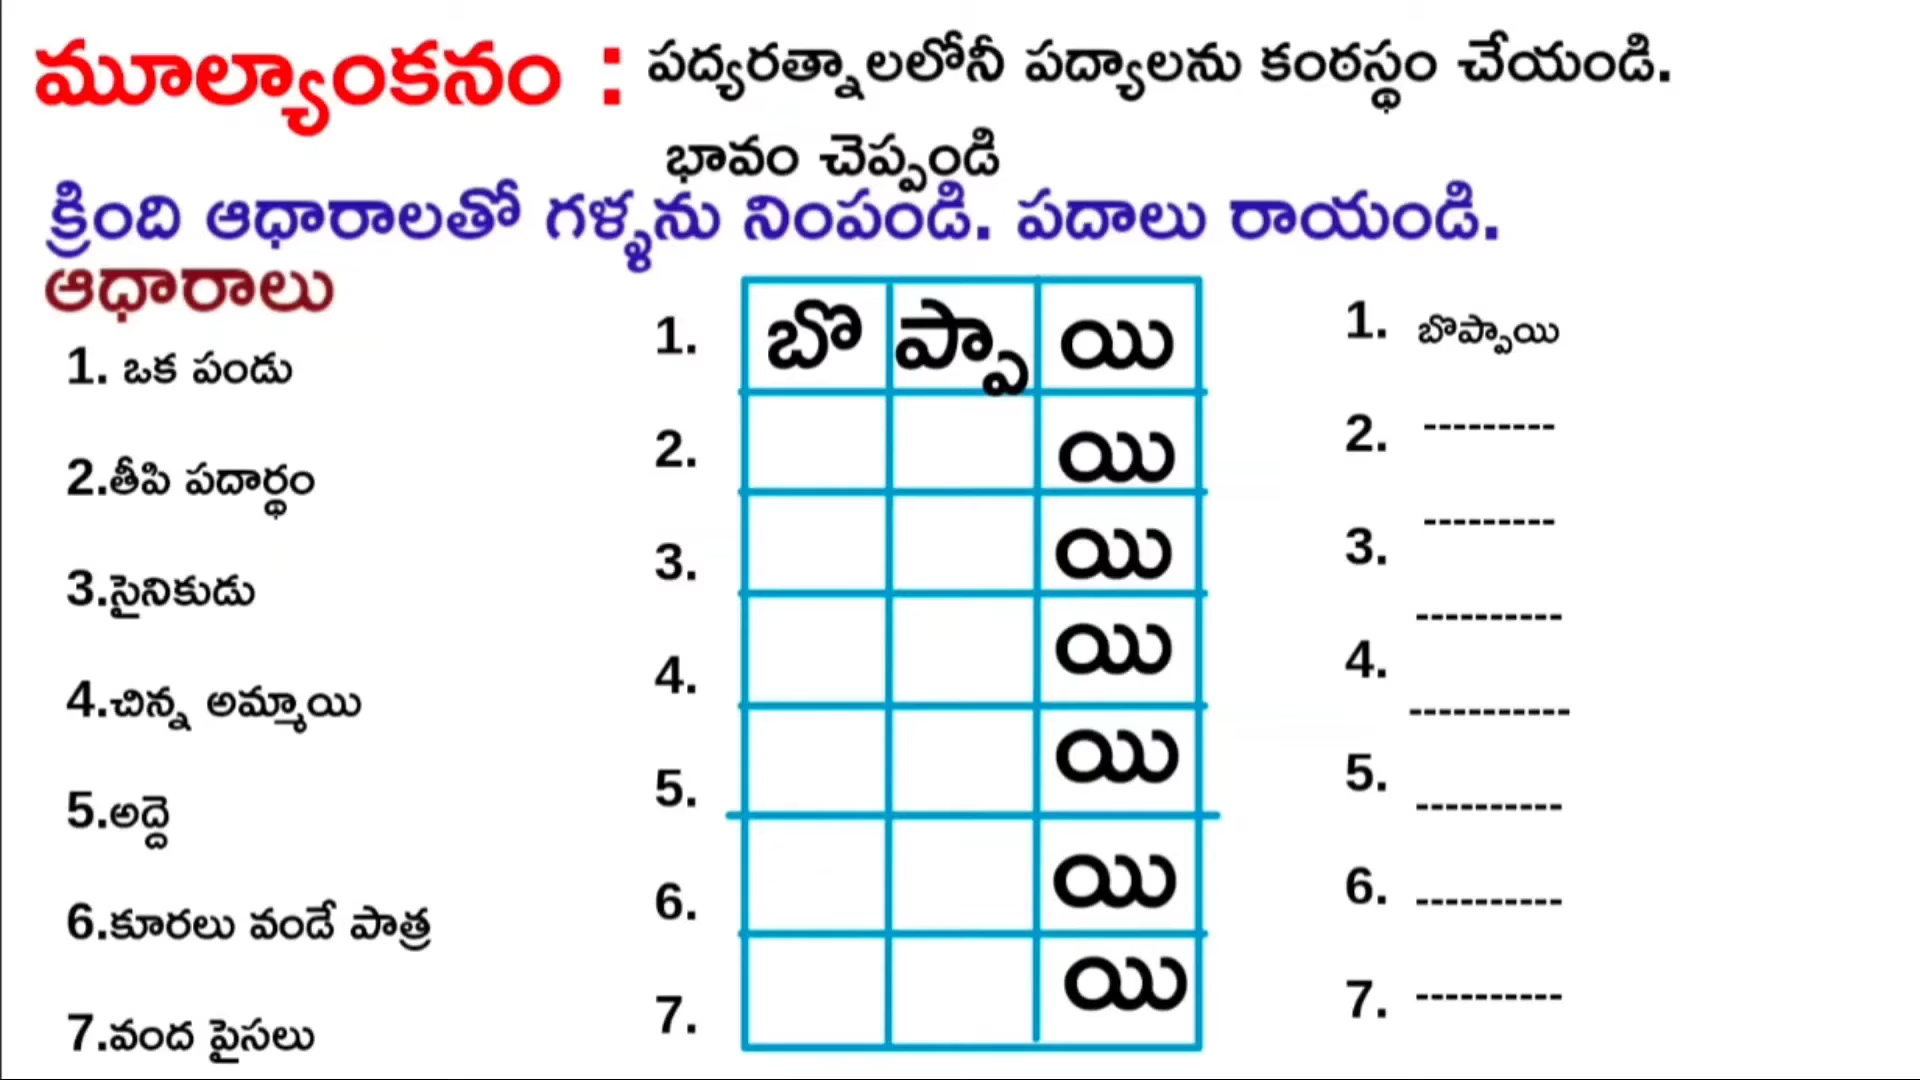 మూల్యాంకనం : పద్యరత్నాలలోనీ పద్యాలను కంఠస్థం చేయండి.
భావం చెప్పండి
క్రింది ఆధారాలతో గళ్ళను నింపండి. పదాలు రాయండి.
ఆధారాలు
1. ఒక పండు
2.తీపి పదార్థం
3.సైనికుడు
4.చిన్న అమ్మాయి
5.అద్దె
6.కూరలు వండే పాత్ర
7.వంద పైసలు
1. బొ ప్పా యి
2. యి
3. యి
4. యి
5. యి
6. యి
7. యి
1. బొప్పాయి
2. ---------
3. ---------
4. ----------
5. -----------
6. ----------
7. ----------
----------